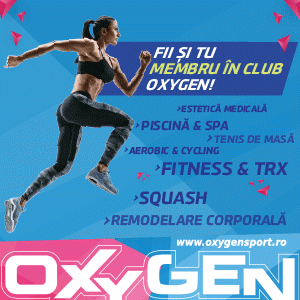 FII ȘI TU
MEMBRU ÎN CLUB
OXYGEN!
>ESTETICĂ MEDICALĂ
>PISCINĂ & SPA
>TENIS DE MASĂ
>AEROBIC & CYCLING
>FITNESS & TRX
>SQUASH
>REMODELARE CORPORALĂ
www.oxygensport.ro
OXYGEN